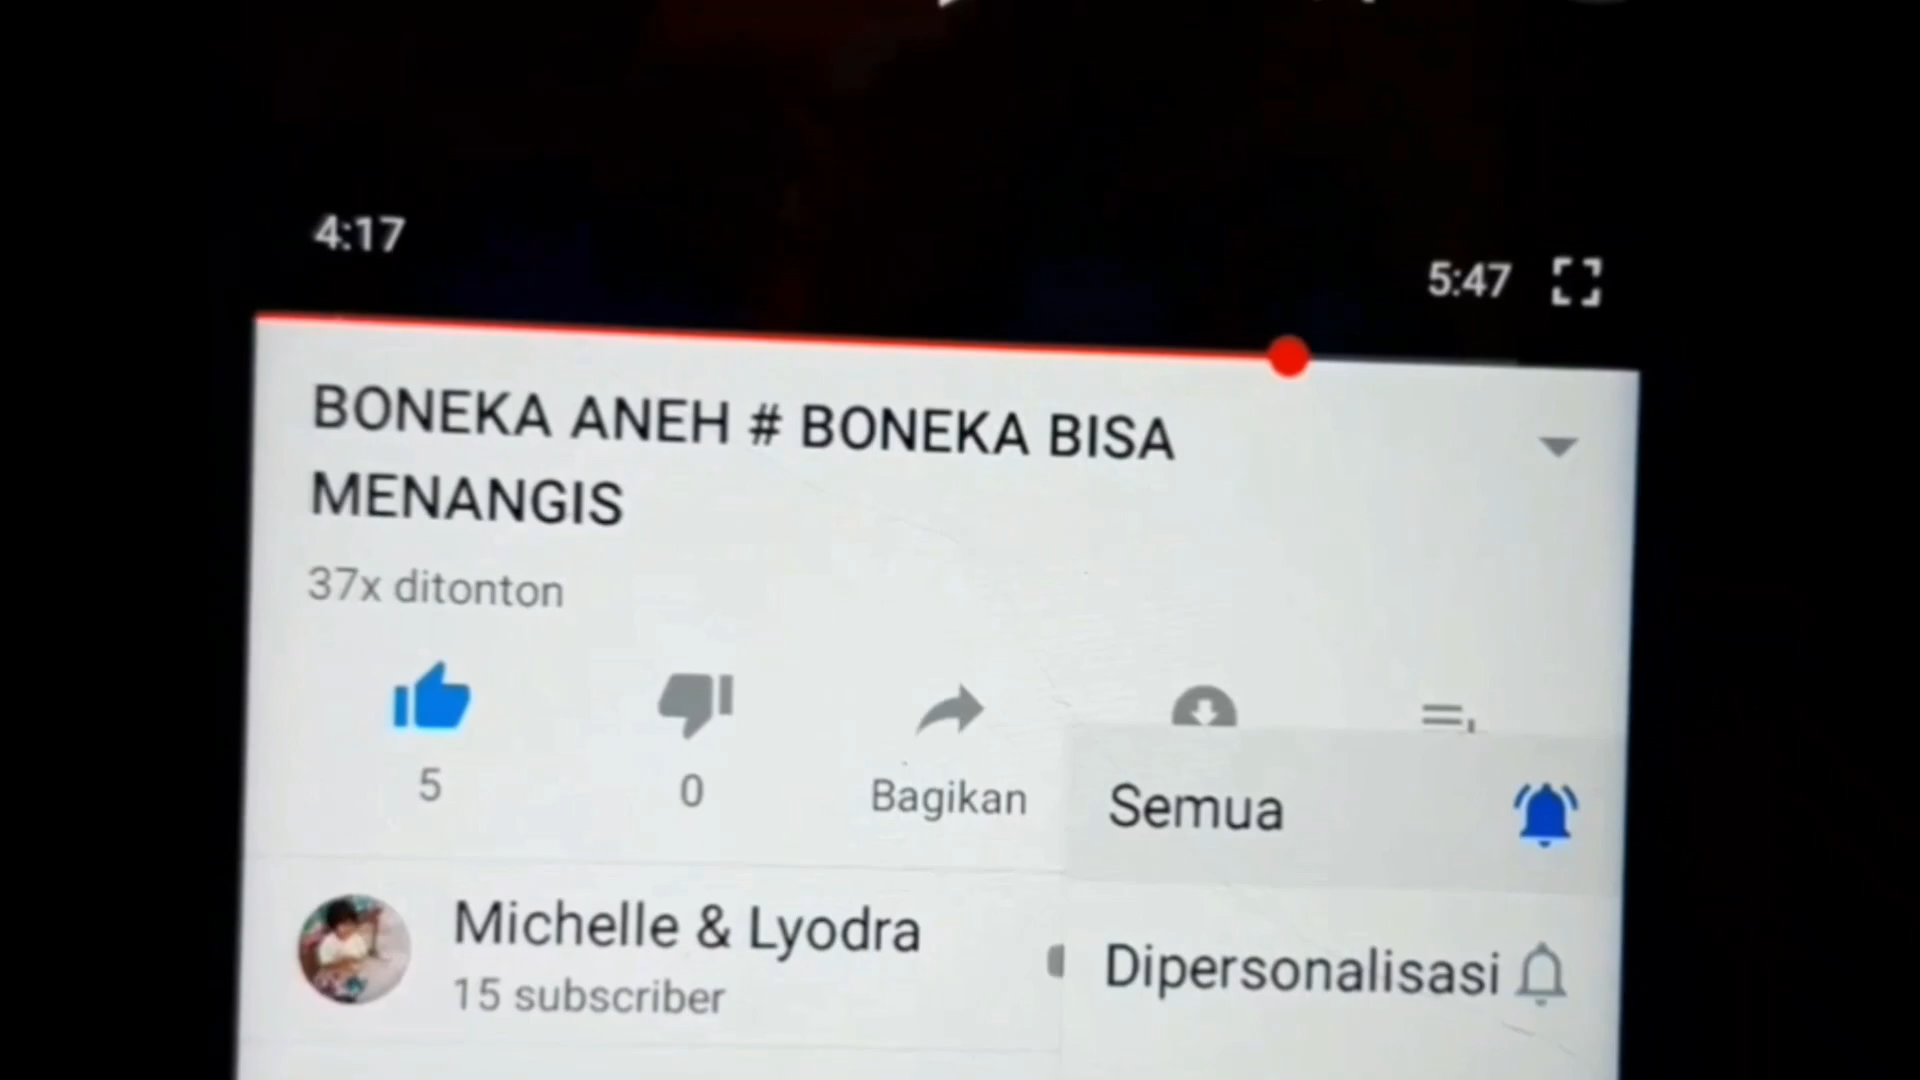 4:17
5:47
BONEKA ANEH # BONEKA BISA
MENANGIS
37x ditonton
5
0
Bagikan
Semua
Michelle & Lyodra
15 subscriber
Dipersonalisasi